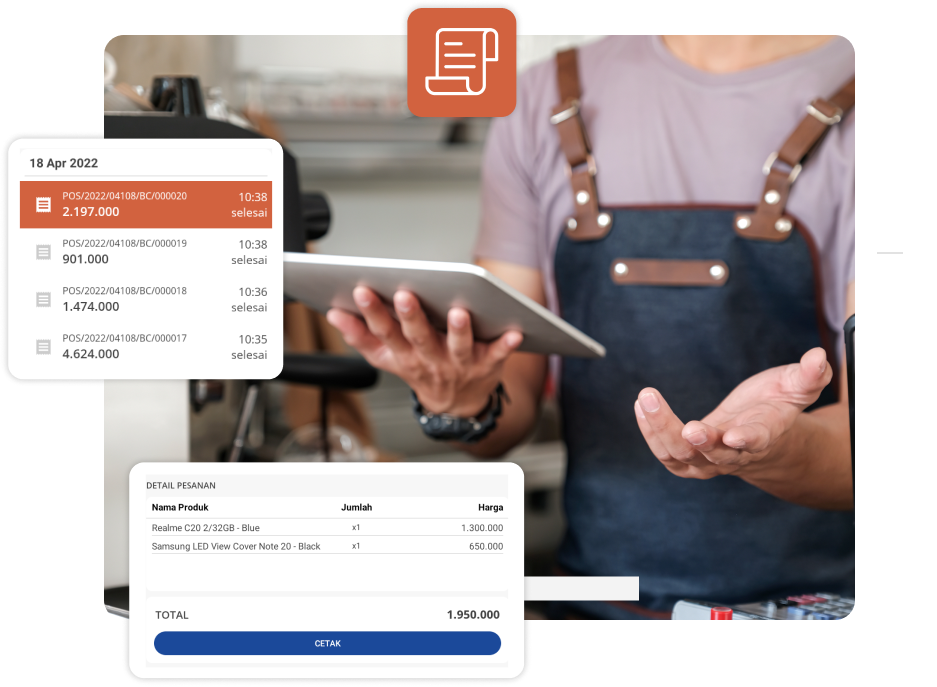 18 Apr 2022
POS/2022/04108/BC/000020 10:38
2.197.000 selesai
POS/2022/04108/BC/000019 10:38
901.000 selesai
POS/2022/04108/BC/000018 10:36
1.474.000 selesai
POS/2022/04108/BC/000017 10:35
4.624.000 selesai
DETAIL PESANAN
Nama Produk Jumlah Harga
Realme C20 2/32GB - Blue x1 1.300.000
Samsung LED View Cover Note 20 - Black x1 650.000
TOTAL 1.950.000
CETAK